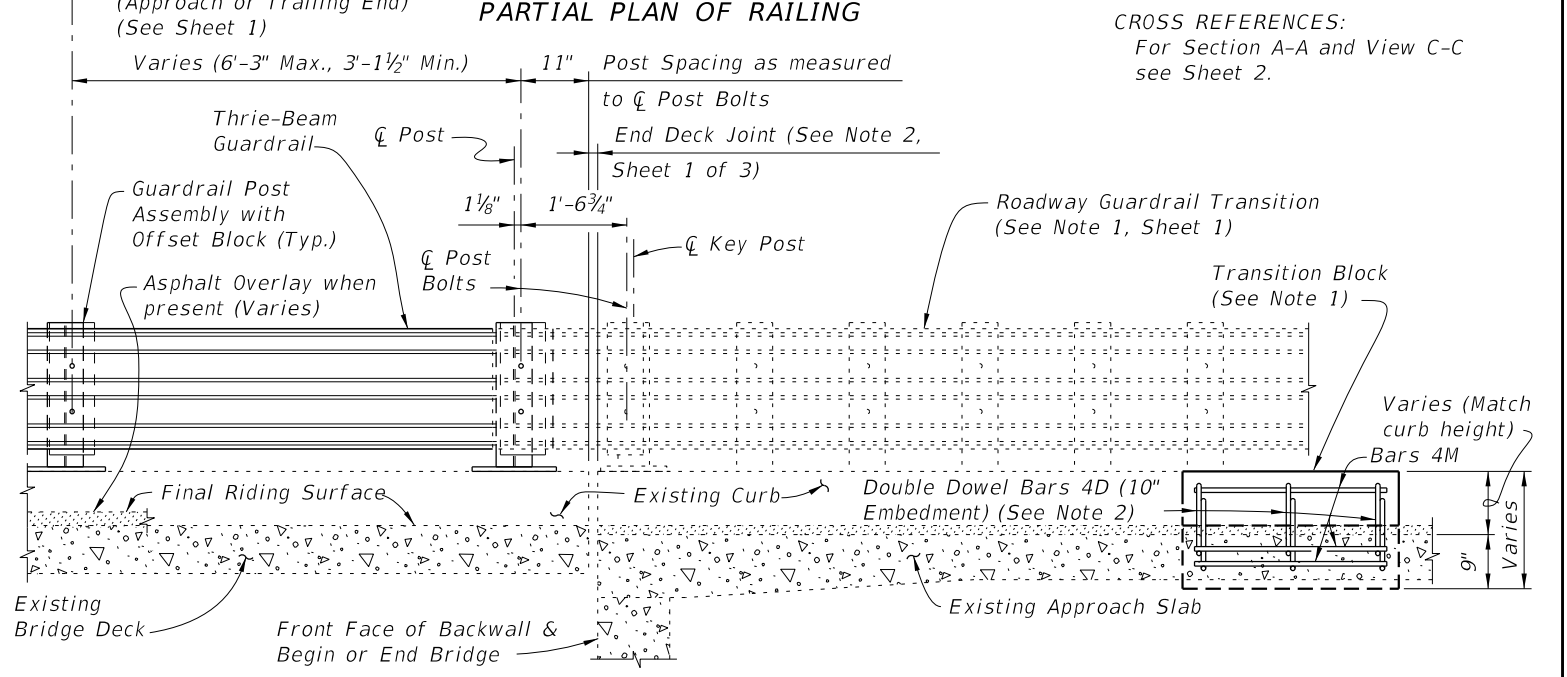 (Approach or Trailing End)
(See Sheet 1)
PARTIAL PLAN OF RAILING
CROSS REFERENCES:
For Section A-A and View C-C
see Sheet 2.
Varies (6'-3" Max., 3'-1½" Min.)
11"
Post Spacing as measured
to ℄ Post Bolts
Thrie-Beam
Guardrail
℄ Post
End Deck Joint (See Note 2,
Sheet 1 of 3)
Guardrail Post
Assembly with
Offset Block (Typ.)
1⅛"
1'-6¾"
Roadway Guardrail Transition
(See Note 1, Sheet 1)
℄ Key Post
℄ Post
Bolts
Asphalt Overlay when
present (Varies)
Transition Block
(See Note 1)
Varies (Match
curb height)
Bars 4M
Final Riding Surface
Existing Curb
Double Dowel Bars 4D (10"
Embedment) (See Note 2)
9"
Varies
Existing
Bridge Deck
Existing Approach Slab
Front Face of Backwall &
Begin or End Bridge